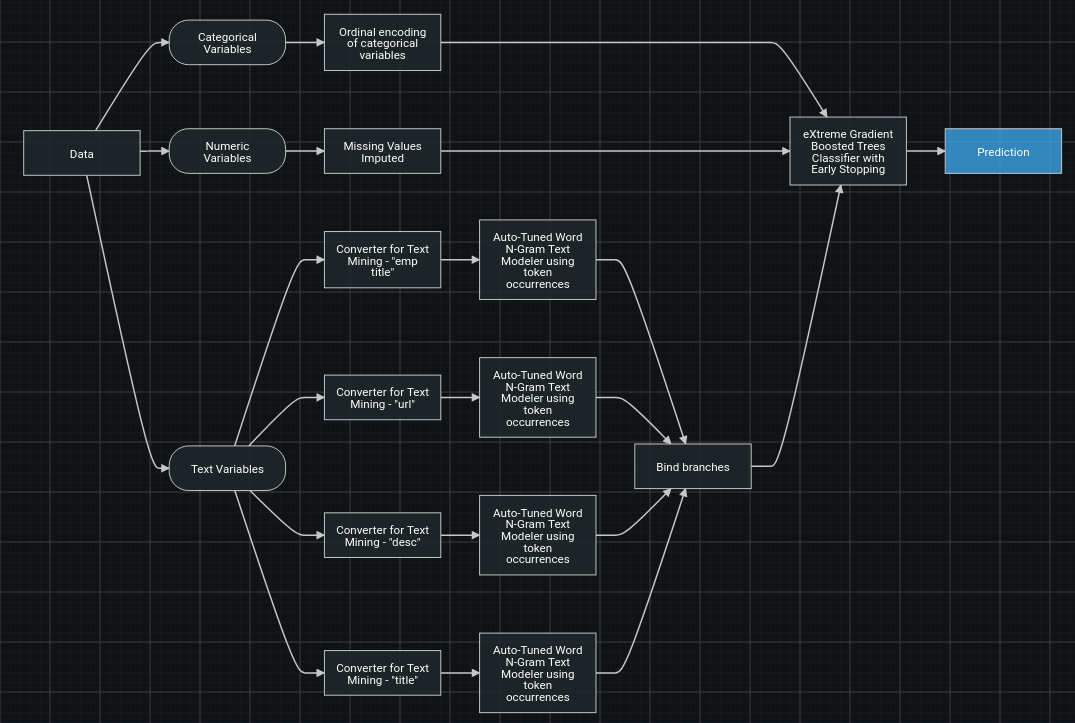 Categorical
Variables
Ordinal encoding
of categorical
variables
Data
Numeric
Variables
Missing Values
Imputed
eXtreme Gradient
Boosted Trees
Classifier with
Early Stopping
Prediction
Converter for Text
Mining - "emp
title"
Auto-Tuned Word
N-Gram Text
Modeler using
token
occurrences
Converter for Text
Mining - "url"
Auto-Tuned Word
N-Gram Text
Modeler using
token
occurrences
Text Variables
Bind branches
Converter for Text
Mining - "desc"
Auto-Tuned Word
N-Gram Text
Modeler using
token
occurrences
Converter for Text
Mining - "title"
Auto-Tuned Word
N-Gram Text
Modeler using
token
occurrences